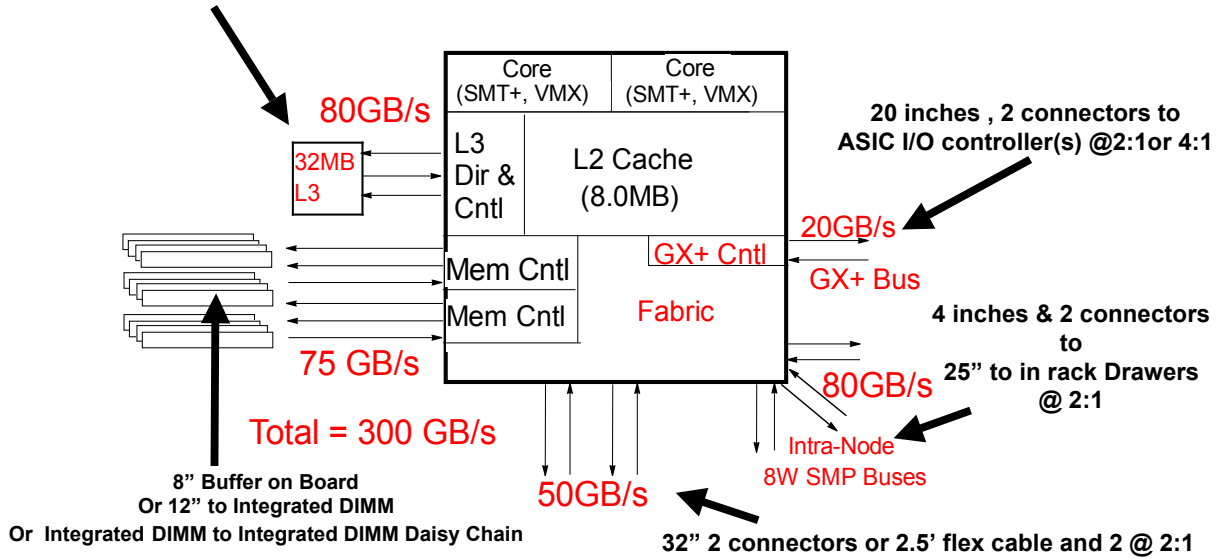 Core
(SMT+, VMX)
Core
(SMT+, VMX)
80GB/s
20 inches , 2 connectors to
ASIC I/O controller(s) @2:1or 4:1
32MB
L3
L3
Dir &
Cntl
L2 Cache
(8.0MB)
20GB/s
GX+ Cntl
GX+ Bus
Mem Cntl
Mem Cntl
Fabric
4 inches & 2 connectors
to
25” to in rack Drawers
@ 2:1
75 GB/s
80GB/s
Total = 300 GB/s
Intra-Node
8W SMP Buses
8” Buffer on Board
Or 12” to Integrated DIMM
Or Integrated DIMM to Integrated DIMM Daisy Chain
50GB/s
32” 2 connectors or 2.5’ flex cable and 2 @ 2:1